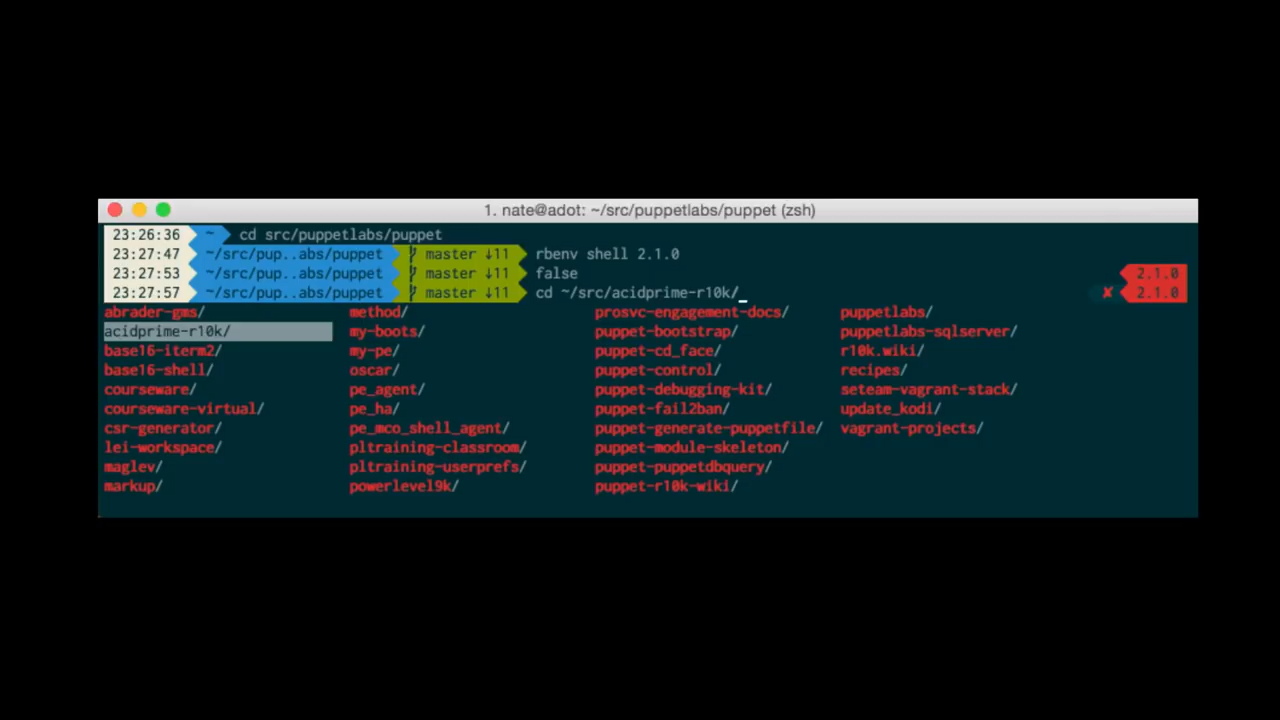 1. nate@adot: ~/src/puppetlabs/puppet (zsh)
23:26:36 ~ cd src/puppetlabs/puppet
23:27:47 ~/src/pup..abs/puppet master ↓11 rbenv shell 2.1.0
23:27:53 ~/src/pup..abs/puppet master ↓11 false 2.1.0
23:27:57 ~/src/pup..abs/puppet master ↓11 cd ~/src/acidprime-r10k/_ ✘ 2.1.0
abrader-gms/ method/ prosvc-engagement-docs/ puppetlabs/
acidprime-r10k/ my-boots/ puppet-bootstrap/ puppetlabs-sqlserver/
base16-iterm2/ my-pe/ puppet-cd_face/ r10k.wiki/
base16-shell/ oscar/ puppet-control/ recipes/
courseware/ pe_agent/ puppet-debugging-kit/ seteam-vagrant-stack/
courseware-virtual/ pe_ha/ puppet-fail2ban/ update_kodi/
csr-generator/ pe_mco_shell_agent/ puppet-generate-puppetfile/ vagrant-projects/
lei-workspace/ pltraining-classroom/ puppet-module-skeleton/
maglev/ pltraining-userprefs/ puppet-puppetdbquery/
markup/ powerlevel9k/ puppet-r10k-wiki/